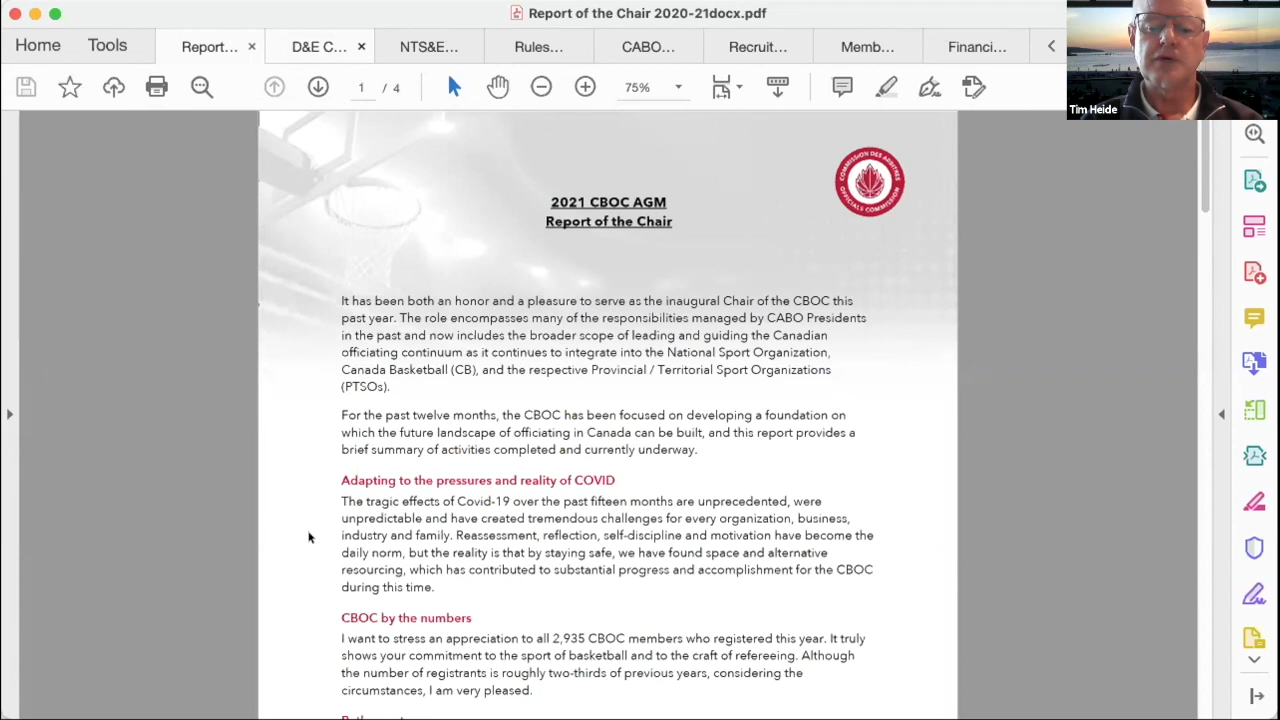 Report of the Chair 2020-21docx.pdf
Home
Tools
Report...
D&E C...
NTS&E...
Rules...
CABO...
Recruit...
Memb...
Financi...
1 / 4
75%
Tim Heide
COMMISSION DES ARBITRES
OFFICIALS COMMISSION
2021 CBOC AGM
Report of the Chair
It has been both an honor and a pleasure to serve as the inaugural Chair of the CBOC this
past year. The role encompasses many of the responsibilities managed by CABO Presidents
in the past and now includes the broader scope of leading and guiding the Canadian
officiating continuum as it continues to integrate into the National Sport Organization,
Canada Basketball (CB), and the respective Provincial / Territorial Sport Organizations
(PTSOs).
For the past twelve months, the CBOC has been focused on developing a foundation on
which the future landscape of officiating in Canada can be built, and this report provides a
brief summary of activities completed and currently underway.
Adapting to the pressures and reality of COVID
The tragic effects of Covid-19 over the past fifteen months are unprecedented, were
unpredictable and have created tremendous challenges for every organization, business,
industry and family. Reassessment, reflection, self-discipline and motivation have become the
daily norm, but the reality is that by staying safe, we have found space and alternative
resourcing, which has contributed to substantial progress and accomplishment for the CBOC
during this time.
CBOC by the numbers
I want to stress an appreciation to all 2,935 CBOC members who registered this year. It truly
shows your commitment to the sport of basketball and to the craft of refereeing. Although
the number of registrants is roughly two-thirds of previous years, considering the
circumstances, I am very pleased.